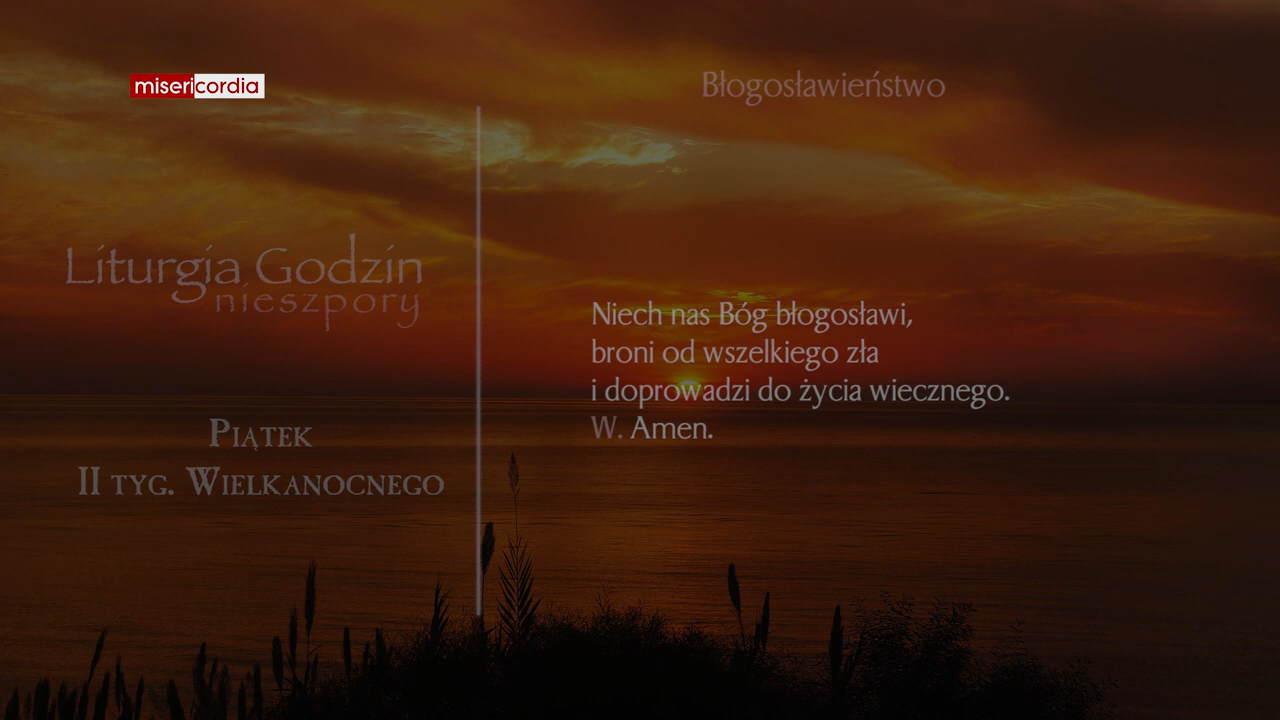 misericordia
Błogosławieństwo
Liturgia Godzin
nieszpory
Piątek
II tyg. Wielkanocnego
Niech nas Bóg błogosławi,
broni od wszelkiego zła
i doprowadzi do życia wiecznego.
W. Amen.